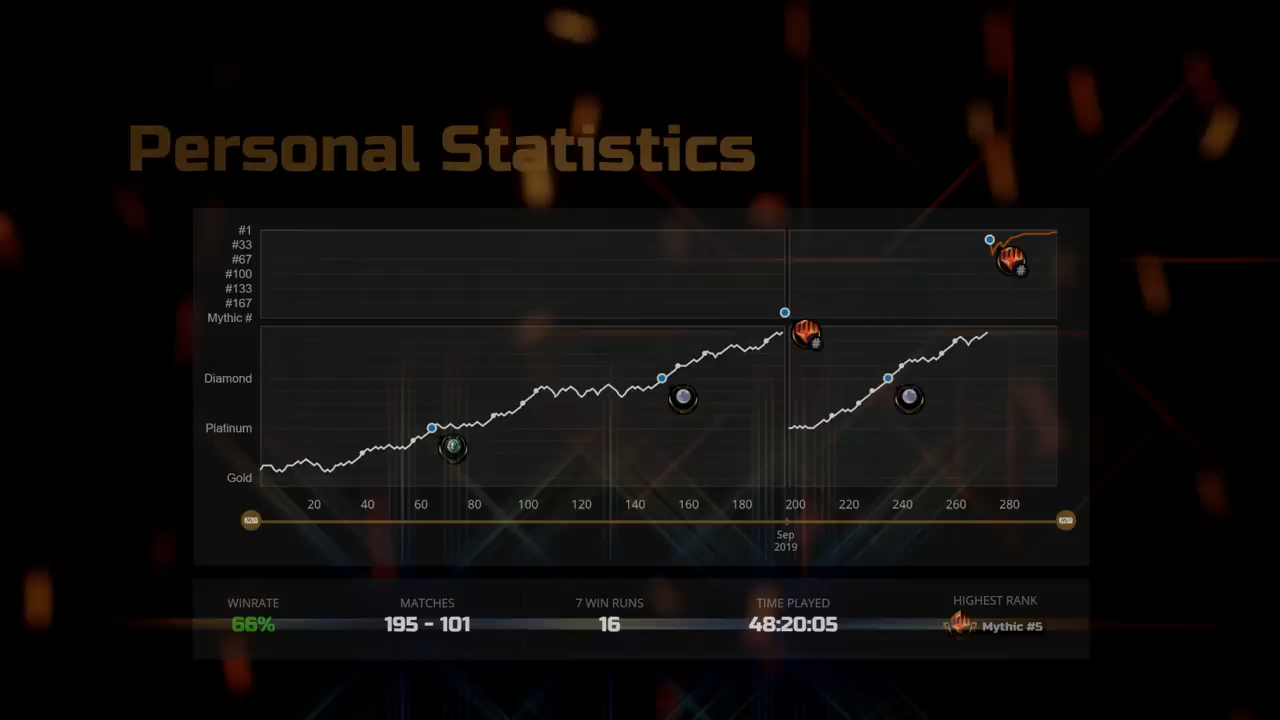 Personal Statistics
#1
#33
#67
#100
#133
#167
Mythic #
Diamond
Platinum
Gold
20 40 60 80 100 120 140 160 180 200 220 240 260 280
Sep
2019
WINRATE MATCHES 7 WIN RUNS TIME PLAYED HIGHEST RANK
66% 195 - 101 16 48:20:05 Mythic #5